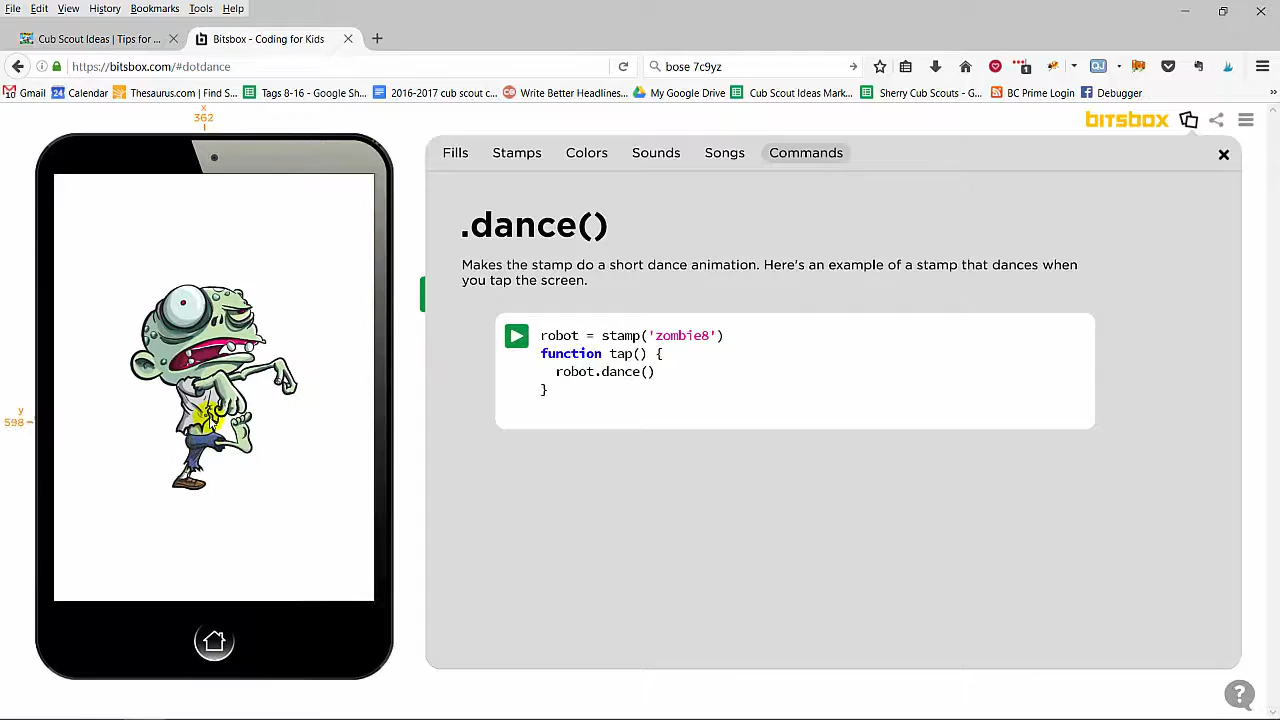 File Edit View History Bookmarks Tools Help
Cub Scout Ideas | Tips for ... Bitsbox - Coding for Kids
https://bitsbox.com/#dotdance bose 7c9yz
Gmail Calendar Thesaurus.com | Find S... Tags 8-16 - Google Sh... 2016-2017 cub scout c... Write Better Headlines... My Google Drive Cub Scout Ideas Mark... Sherry Cub Scouts - G... BC Prime Login Debugger
x
362
bitsbox
Fills Stamps Colors Sounds Songs Commands
.dance()
Makes the stamp do a short dance animation. Here's an example of a stamp that dances when
you tap the screen.
robot = stamp('zombie8')
function tap() {
robot.dance()
}
y
598